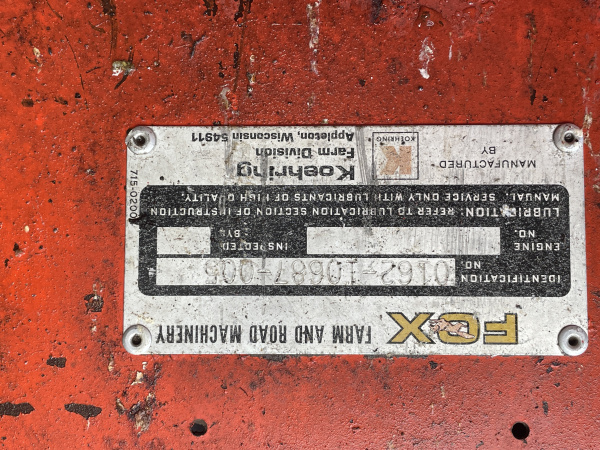 FOX FARM AND ROAD MACHINERY
IDENTIFICATION NO. 0162-10687-006
ENGINE NO.
INSPECTED BY:
LUBRICATION: REFER TO LUBRICATION SECTION OF INSTRUCTION
MANUAL. SERVICE ONLY WITH LUBRICANTS OF HIGH QUALITY.
MANUFACTURED BY
K
KOEHRING
Koehring
Farm Division
Appleton, Wisconsin 54911
715-0200